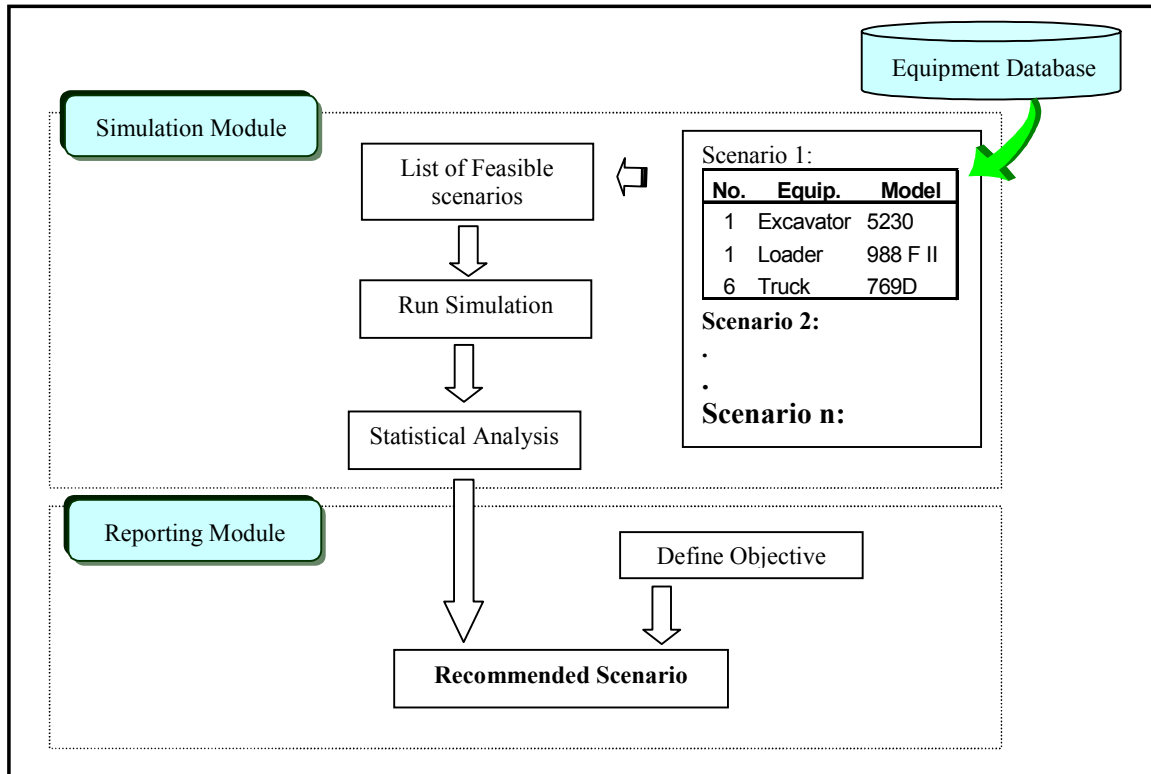 Equipment Database
Simulation Module
List of Feasible
scenarios
Run Simulation
Statistical Analysis
Scenario 1:
No. Equip. Model
1 Excavator 5230
1 Loader 988 F II
6 Truck 769D
Scenario 2:
.
.
Scenario n:
Reporting Module
Define Objective
Recommended Scenario